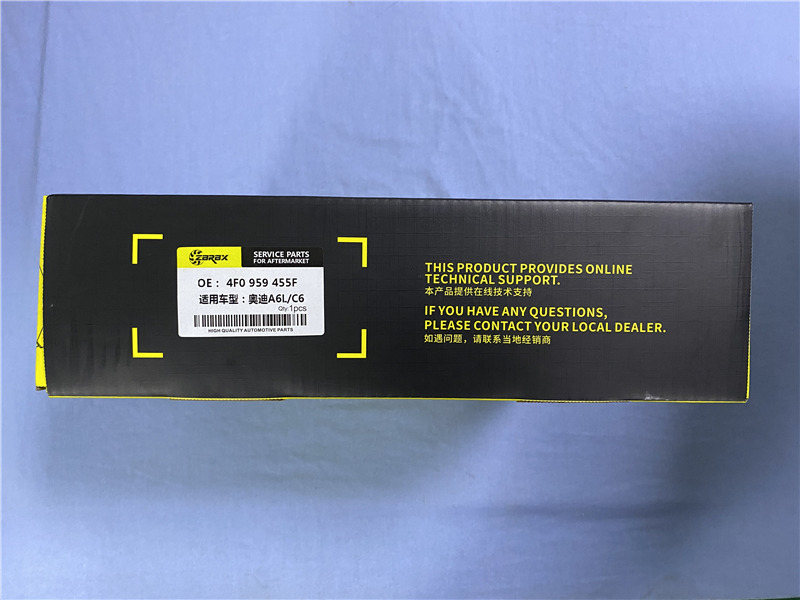 ZBRBX
SERVICE PARTS
FOR AFTERMARKET
OE： 4F0 959 455F
适用车型：奥迪A6L/C6
Qty:1pcs
HIGH QUALITY AUTOMOTIVE PARTS
THIS PRODUCT PROVIDES ONLINE
TECHNICAL SUPPORT.
本产品提供在线技术支持
IF YOU HAVE ANY QUESTIONS,
PLEASE CONTACT YOUR LOCAL DEALER.
如遇问题，请联系当地经销商